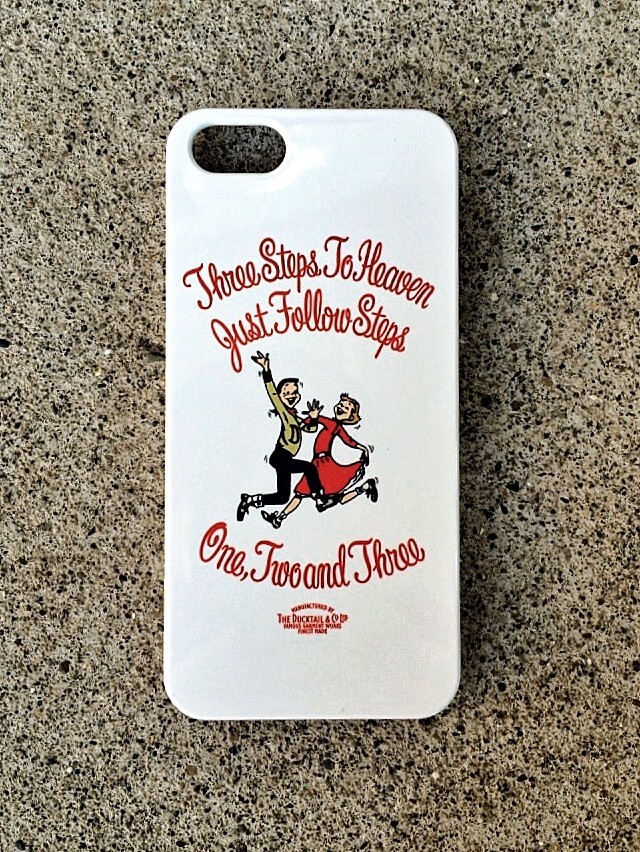 Three Steps To Heaven
Just Follow Steps
One, Two and Three
MANUFACTURED BY
THE DUCKTAIL & CO LTD
FAMOUS GARMENT WORKS
FINEST MADE